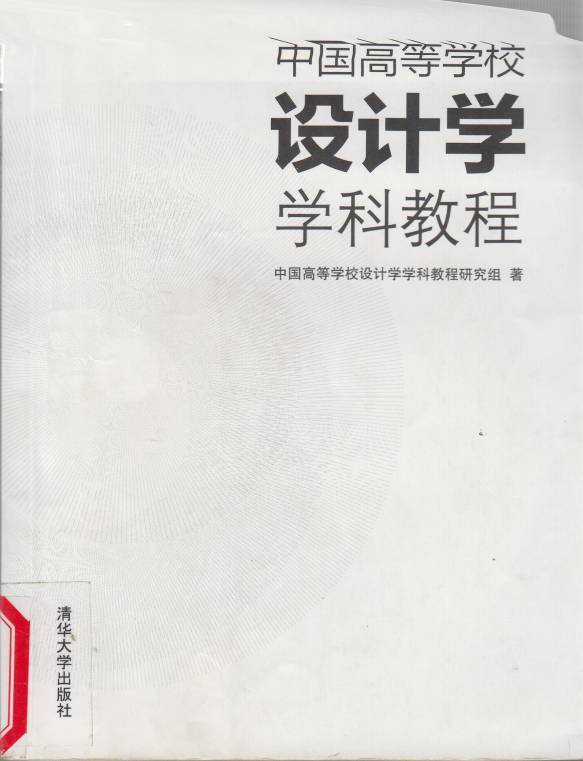 中国高等学校
设计学
学科教程
中国高等学校设计学学科教程研究组 著
清华大学出版社